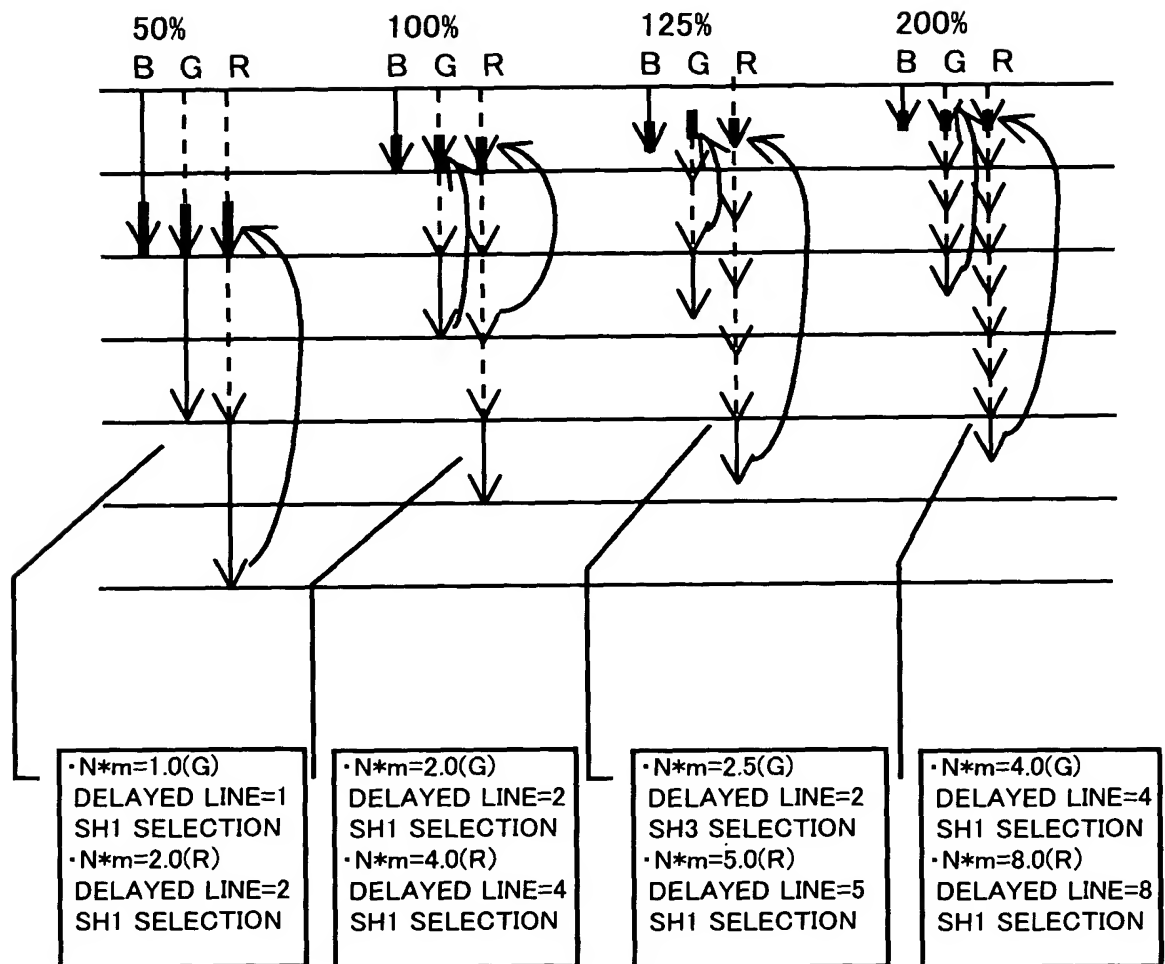 50% 100% 125% 200%
B G R B G R B G R B G R
·N*m=1.0(G)
DELAYED LINE=1
SH1 SELECTION
·N*m=2.0(R)
DELAYED LINE=2
SH1 SELECTION
·N*m=2.0(G)
DELAYED LINE=2
SH1 SELECTION
·N*m=4.0(R)
DELAYED LINE=4
SH1 SELECTION
·N*m=2.5(G)
DELAYED LINE=2
SH3 SELECTION
·N*m=5.0(R)
DELAYED LINE=5
SH1 SELECTION
·N*m=4.0(G)
DELAYED LINE=4
SH1 SELECTION
·N*m=8.0(R)
DELAYED LINE=8
SH1 SELECTION